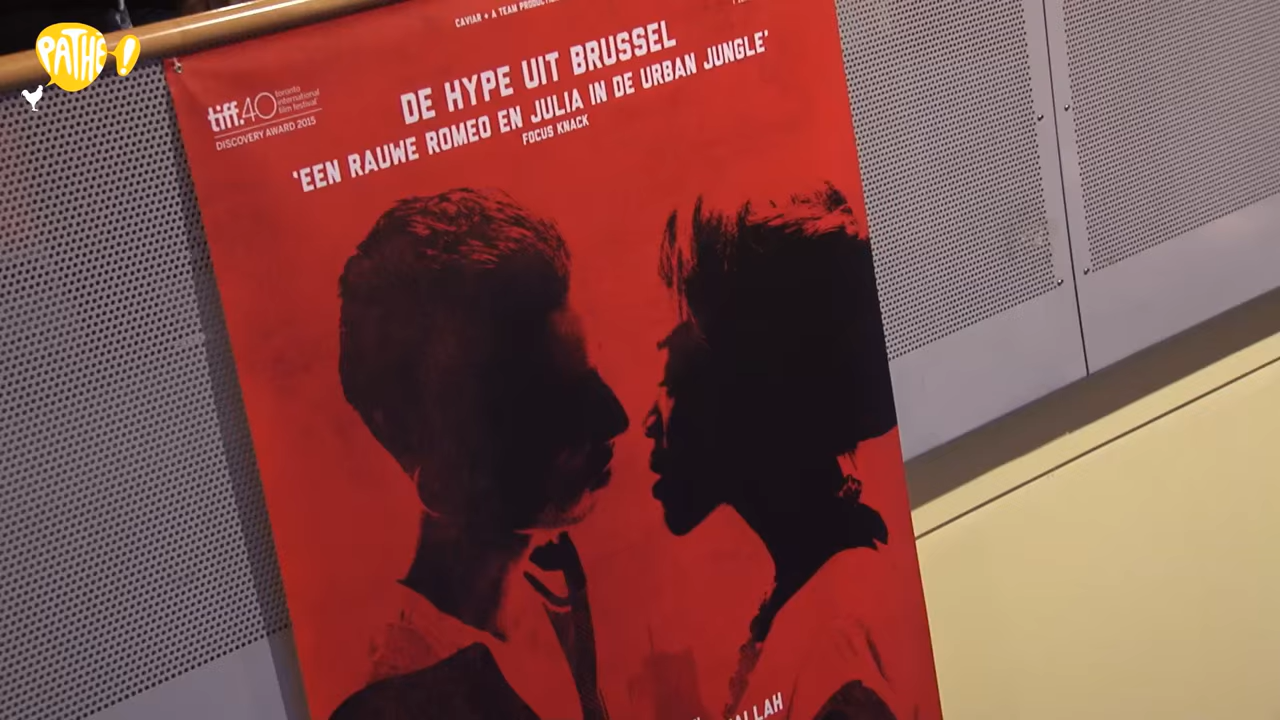 PATHE!
CAVIAR + A TEAM PRODUCTIONS
tiff.40 toronto
international
film festival
DISCOVERY AWARD 2015
DE HYPE UIT BRUSSEL
'EEN RAUWE ROMEO EN JULIA IN DE URBAN JUNGLE'
FOCUS KNACK